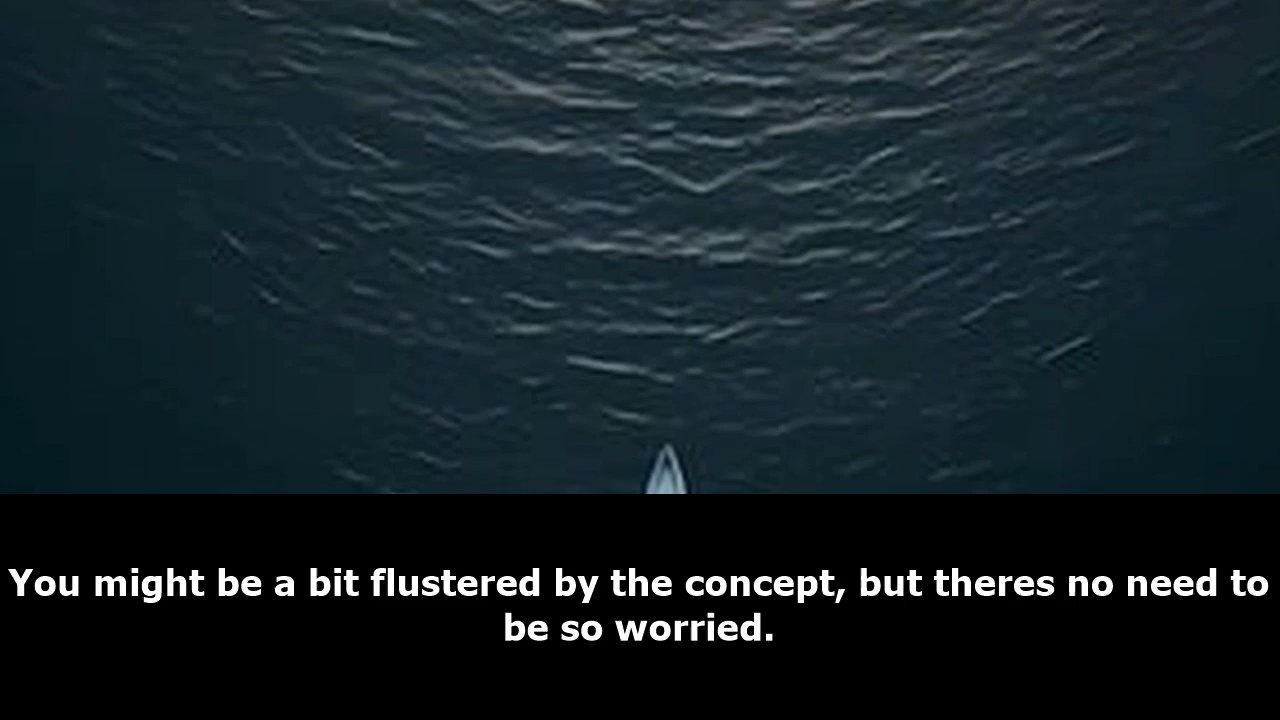 You might be a bit flustered by the concept, but theres no need to
be so worried.